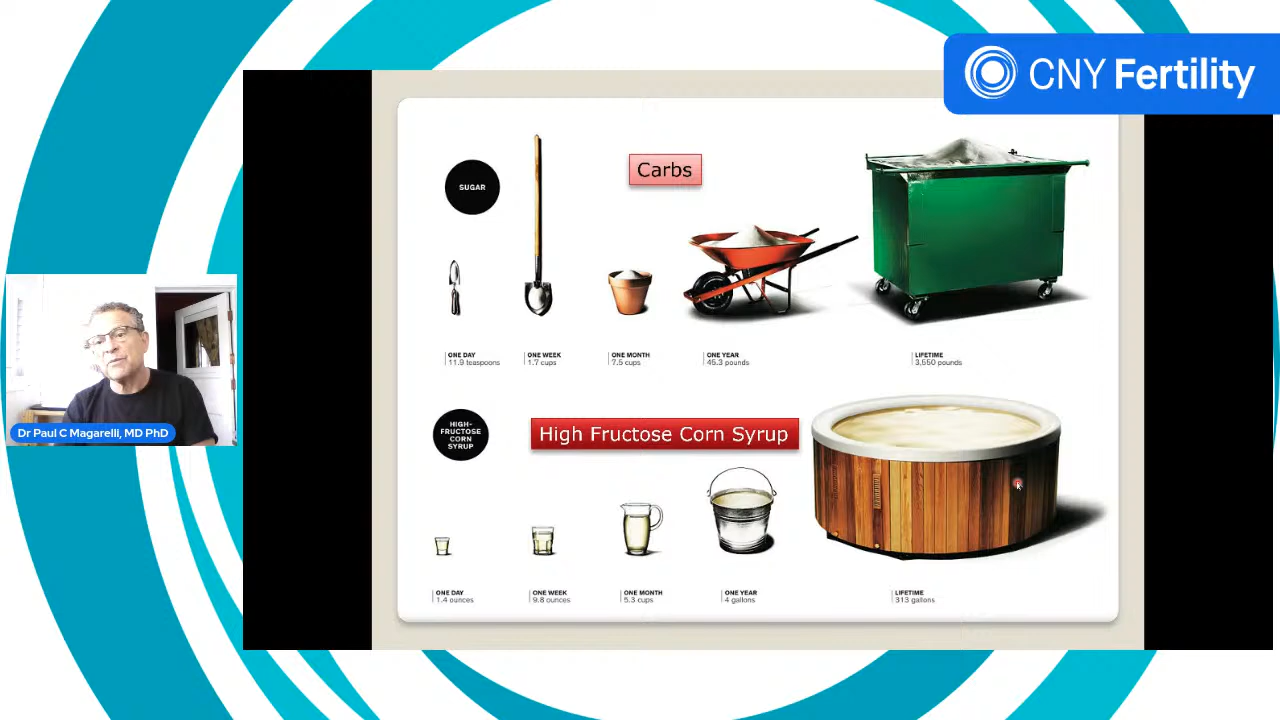 CNY Fertility
Carbs
SUGAR
ONE DAY
11.9 teaspoons
ONE WEEK
1.7 cups
ONE MONTH
7.5 cups
ONE YEAR
45.3 pounds
LIFETIME
3,550 pounds
HIGH-
FRUCTOSE
CORN
SYRUP
High Fructose Corn Syrup
Dr Paul C Magarelli, MD PhD
ONE DAY
1.4 ounces
ONE WEEK
9.8 ounces
ONE MONTH
5.3 cups
ONE YEAR
4 gallons
LIFETIME
313 gallons